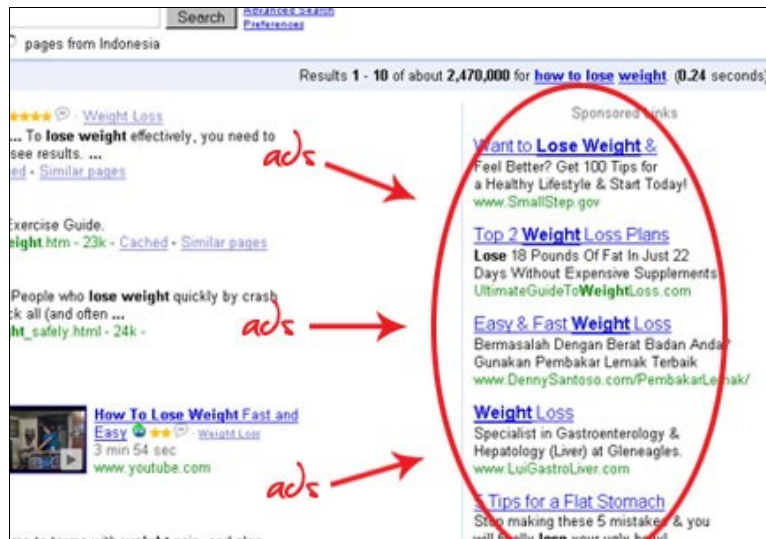 Search
Advanced Search
Preferences
pages from Indonesia
Results 1 - 10 of about 2,470,000 for how to lose weight. (0.24 seconds)
Weight Loss
... To lose weight effectively, you need to
see results. ...
ed - Similar pages
Exercise Guide.
eight.htm - 23k - Cached - Similar pages
People who lose weight quickly by crash
k all (and often ...
ht_safely.html - 24k -
How To Lose Weight Fast and
Easy
Weight Loss
3 min 54 sec
www.youtube.com
ads
ads
ads
Sponsored Links
Want to Lose Weight &
Feel Better? Get 100 Tips for
a Healthy Lifestyle & Start Today!
www.SmallStep.gov
Top 2 Weight Loss Plans
Lose 18 Pounds Of Fat In Just 22
Days Without Expensive Supplements
UltimateGuideToWeightLoss.com
Easy & Fast Weight Loss
Bermasalah Dengan Berat Badan Anda?
Gunakan Pembakar Lemak Terbaik
www.DennySantoso.com/PembakarLemak/
Weight Loss
Specialist in Gastroenterology &
Hepatology (Liver) at Gleneagles.
www.LuiGastroLiver.com
5 Tips for a Flat Stomach
Stop making these 5 mistakes & you